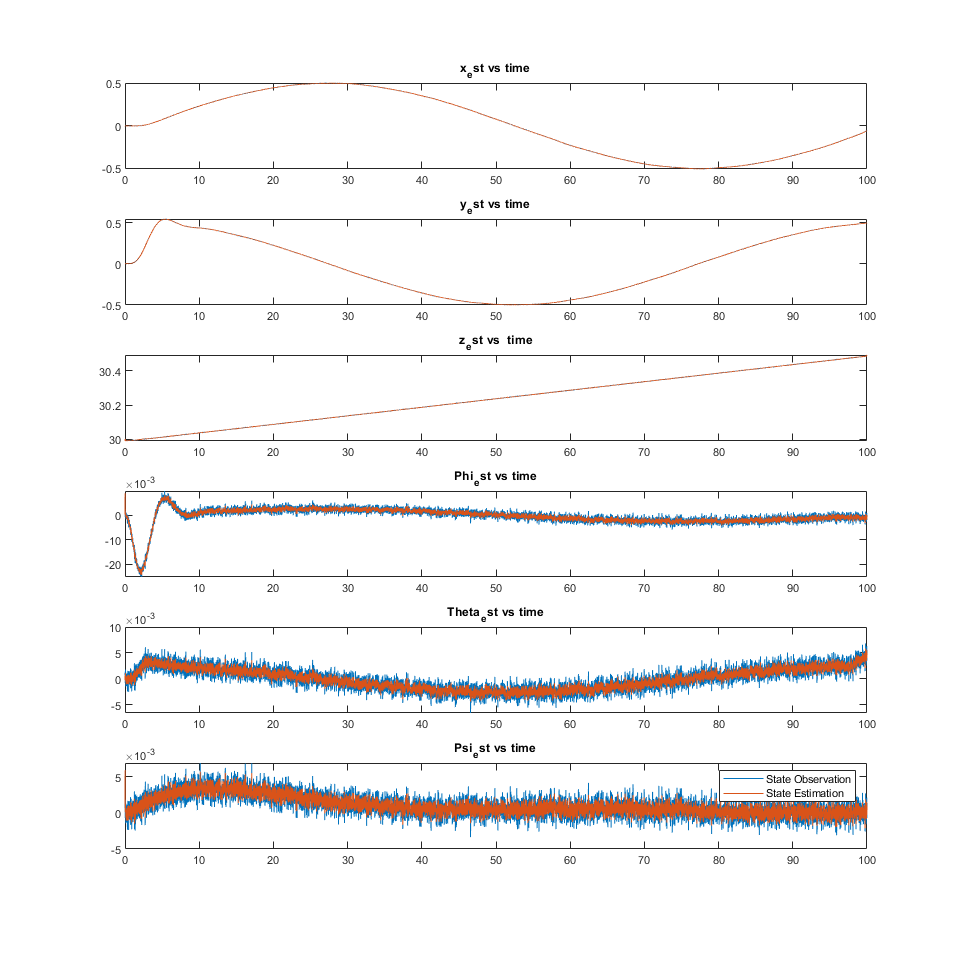 x_est vs time
0.5
0
-0.5
0 10 20 30 40 50 60 70 80 90 100
y_est vs time
0.5
0
-0.5
0 10 20 30 40 50 60 70 80 90 100
z_est vs  time
30.4
30.2
30
0 10 20 30 40 50 60 70 80 90 100
Phi_est vs time
×10^-3
0
-10
-20
0 10 20 30 40 50 60 70 80 90 100
Theta_est vs time
×10^-3
10
5
0
-5
0 10 20 30 40 50 60 70 80 90 100
Psi_est vs time
×10^-3
5
0
-5
State Observation
State Estimation
0 10 20 30 40 50 60 70 80 90 100